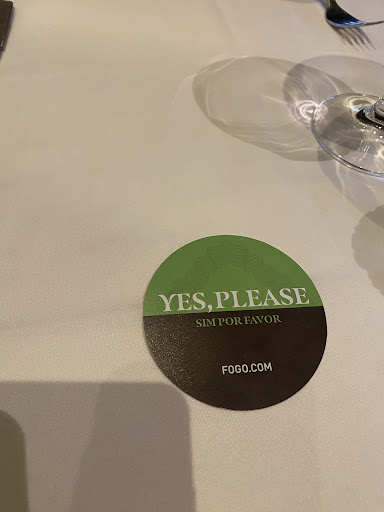 YES, PLEASE
SIM POR FAVOR
FOGO.COM